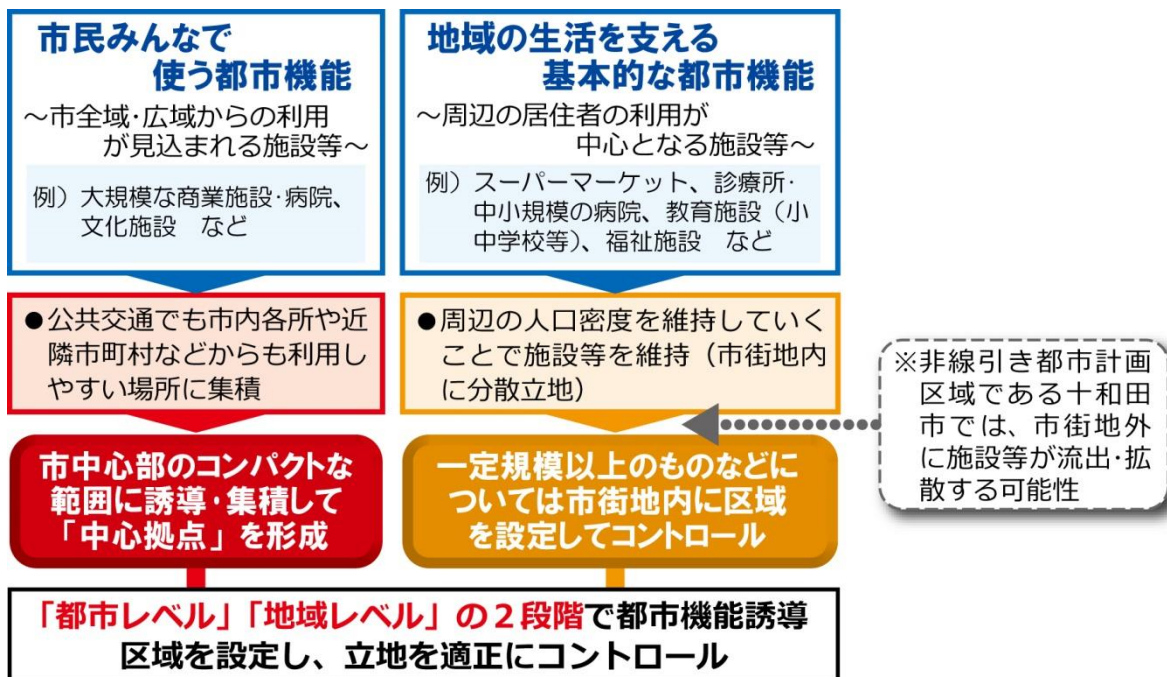 市民みんなで
使う都市機能
～市全域･広域からの利用
が見込まれる施設等～
例）大規模な商業施設･病院、
文化施設　など
●公共交通でも市内各所や近
隣市町村などからも利用し
やすい場所に集積
市中心部のコンパクトな
範囲に誘導･集積して
「中心拠点」を形成
地域の生活を支える
基本的な都市機能
～周辺の居住者の利用が
中心となる施設等～
例）スーパーマーケット、診療所･
中小規模の病院、教育施設（小
中学校等）、福祉施設　など
●周辺の人口密度を維持していく
ことで施設等を維持（市街地内
に分散立地）
一定規模以上のものなどに
ついては市街地内に区域
を設定してコントロール
※非線引き都市計画
区域である十和田
市では、市街地外
に施設等が流出･拡
散する可能性
「都市レベル」「地域レベル」の２段階で都市機能誘導
区域を設定し、立地を適正にコントロール